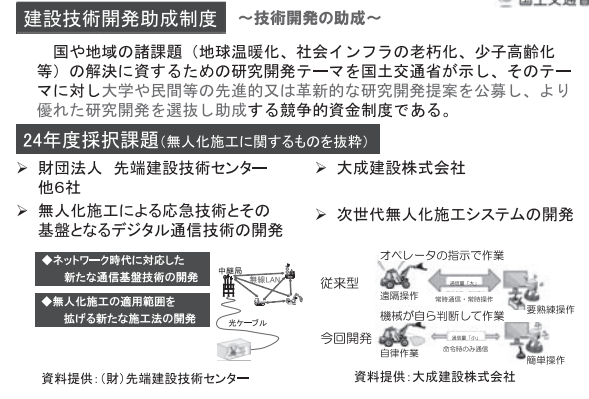 国土交通省
建設技術開発助成制度 ～技術開発の助成～
国や地域の諸課題（地球温暖化、社会インフラの老朽化、少子高齢化
等）の解決に資するための研究開発テーマを国土交通省が示し、そのテー
マに対し大学や民間等の先進的又は革新的な研究開発提案を公募し、より
優れた研究開発を選抜し助成する競争的資金制度である。
24年度採択課題（無人化施工に関するものを抜粋）
➢ 財団法人 先端建設技術センター
他6社
➢ 無人化施工による応急技術とその
基盤となるデジタル通信技術の開発
◆ネットワーク時代に対応した
新たな通信基盤技術の開発
◆無人化施工の適用範囲を
拡げる新たな施工法の開発
中継局
無線LAN
光ケーブル
資料提供：（財）先端建設技術センター
➢ 大成建設株式会社
➢ 次世代無人化施工システムの開発
オペレータの指示で作業
従来型
通信量「大」
遠隔操作
常時通信・常時操作
要熟練操作
機械が自ら判断して作業
今回開発
通信量「小」
自律作業
命令時のみ通信
簡単操作
資料提供：大成建設株式会社